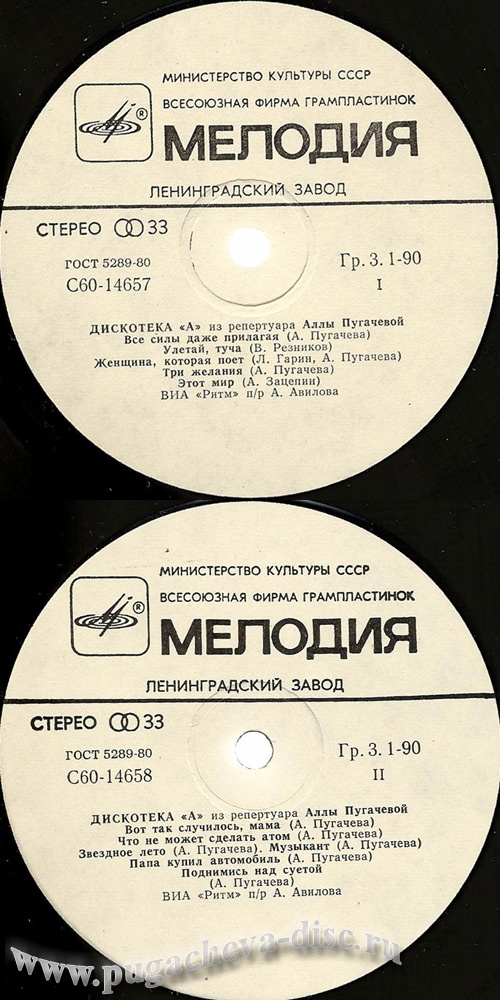 МИНИСТЕРСТВО КУЛЬТУРЫ СССР
ВСЕСОЮЗНАЯ ФИРМА ГРАМПЛАСТИНОК
®
МЕЛОДИЯ
ЛЕНИНГРАДСКИЙ ЗАВОД
СТЕРЕО 33
ГОСТ 5289-80
Гр. 3. 1-90
С60-14657
I
ДИСКОТЕКА «А» из репертуара Аллы Пугачевой
Все силы даже прилагая (А. Пугачева)
Улетай, туча (В. Резников)
Женщина, которая поет (Л. Гарин, А. Пугачева)
Три желания (А. Пугачева)
Этот мир (А. Зацепин)
ВИА «Ритм» п/р А. Авилова
МИНИСТЕРСТВО КУЛЬТУРЫ СССР
ВСЕСОЮЗНАЯ ФИРМА ГРАМПЛАСТИНОК
®
МЕЛОДИЯ
ЛЕНИНГРАДСКИЙ ЗАВОД
СТЕРЕО 33
ГОСТ 5289-80
Гр. 3. 1-90
С60-14658
II
ДИСКОТЕКА «А» из репертуара Аллы Пугачевой
Вот так случилось, мама (А. Пугачева)
Что не может сделать атом (А. Пугачева)
Звездное лето (А. Пугачева). Музыкант (А. Пугачева)
Папа купил автомобиль (А. Пугачева)
Поднимись над суетой
(А. Пугачева)
ВИА «Ритм» п/р А. Авилова
www.pugacheva-disc.ru